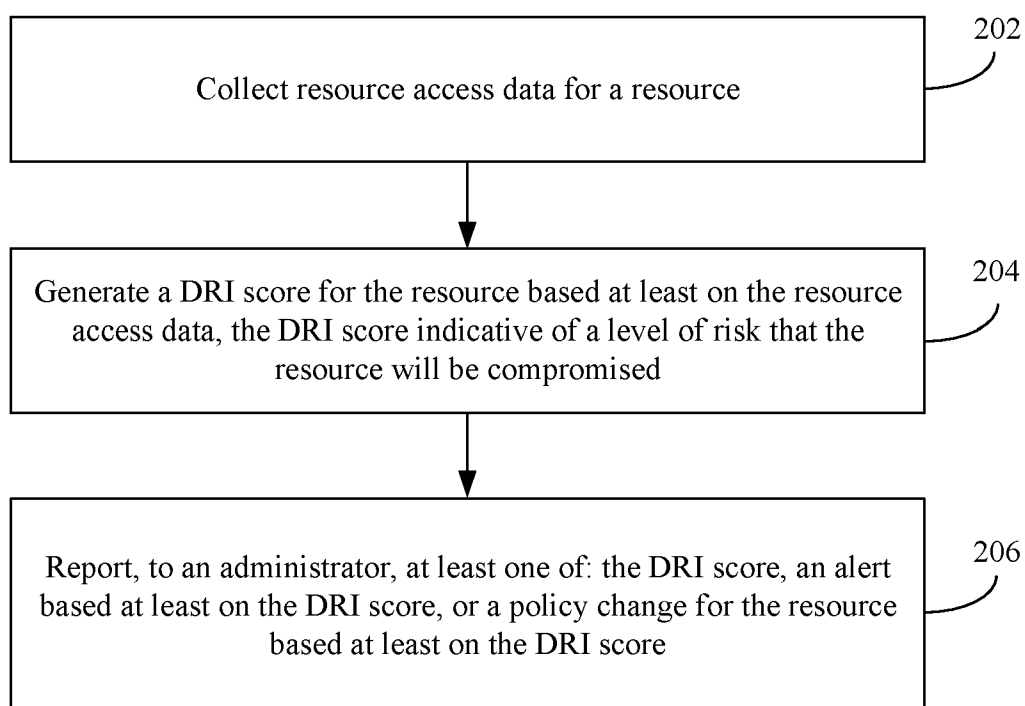 202
Collect resource access data for a resource
204
Generate a DRI score for the resource based at least on the resource
access data, the DRI score indicative of a level of risk that the
resource will be compromised
206
Report, to an administrator, at least one of: the DRI score, an alert
based at least on the DRI score, or a policy change for the resource
based at least on the DRI score